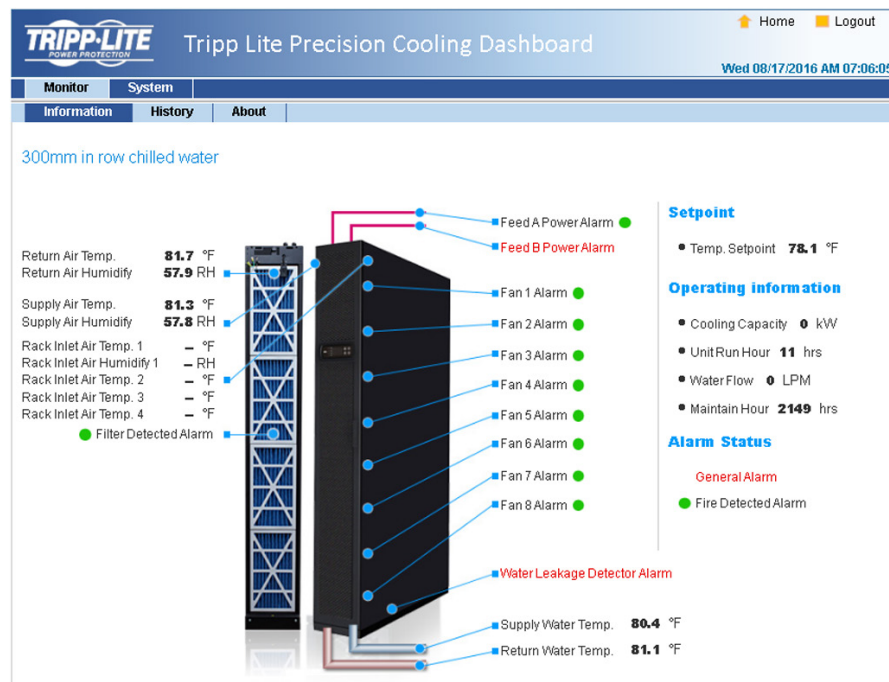 TRIPP·LITE
POWER PROTECTION
Tripp Lite Precision Cooling Dashboard
Home Logout
Wed 08/17/2016 AM 07:06:05
Monitor System
Information History About
300mm in row chilled water
Return Air Temp. 81.7 °F
Return Air Humidify 57.9 RH
Supply Air Temp. 81.3 °F
Supply Air Humidify 57.8 RH
Rack Inlet Air Temp. 1 – °F
Rack Inlet Air Humidify 1 – RH
Rack Inlet Air Temp. 2 – °F
Rack Inlet Air Temp. 3 – °F
Rack Inlet Air Temp. 4 – °F
Filter Detected Alarm
Feed A Power Alarm
Feed B Power Alarm
Fan 1 Alarm
Fan 2 Alarm
Fan 3 Alarm
Fan 4 Alarm
Fan 5 Alarm
Fan 6 Alarm
Fan 7 Alarm
Fan 8 Alarm
Water Leakage Detector Alarm
Supply Water Temp. 80.4 °F
Return Water Temp. 81.1 °F
Setpoint
Temp. Setpoint 78.1 °F
Operating information
Cooling Capacity 0 kW
Unit Run Hour 11 hrs
Water Flow 0 LPM
Maintain Hour 2149 hrs
Alarm Status
General Alarm
Fire Detected Alarm